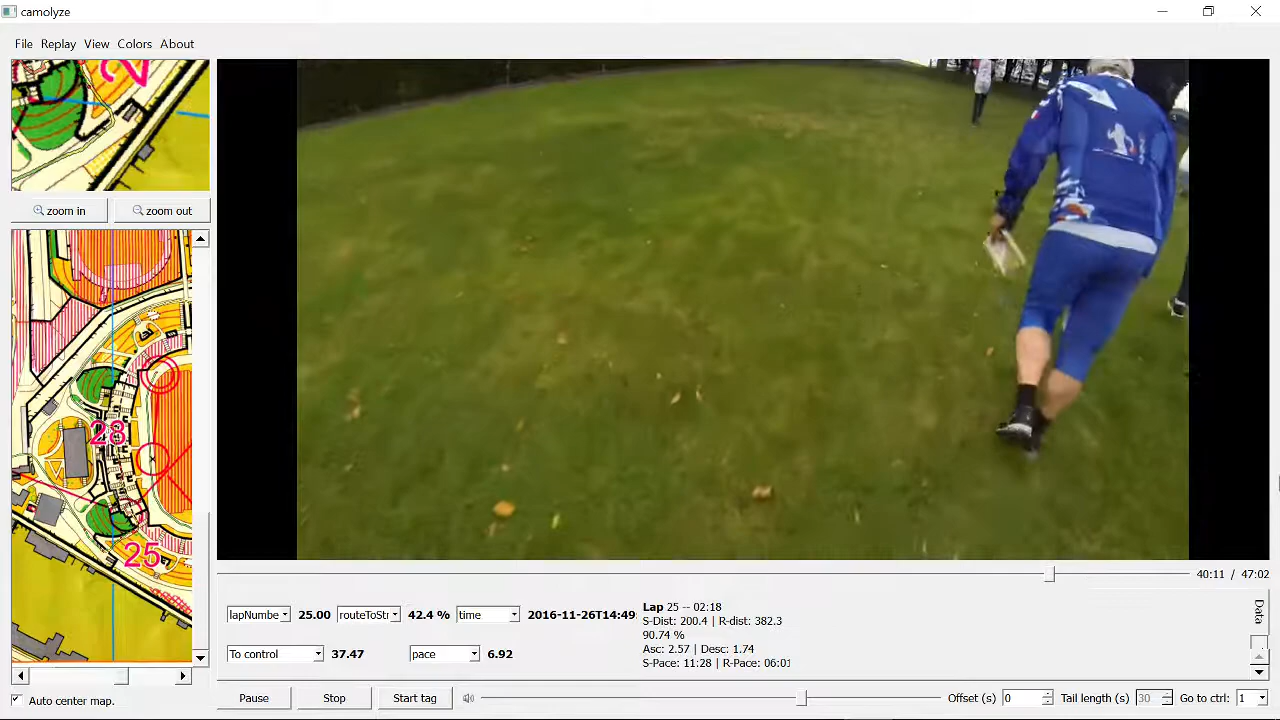 camolyze
File Replay View Colors About
zoom in zoom out
28
25
40:11 / 47:02
lapNumbe 25.00 routeToStr 42.4 % time 2016-11-26T14:49
To control 37.47 pace 6.92
Lap 25 -- 02:18
S-Dist: 200.4 | R-dist: 382.3
90.74 %
Asc: 2.57 | Desc: 1.74
S-Pace: 11:28 | R-Pace: 06:01
Data
Auto center map.
Pause Stop Start tag Offset (s) 0 Tail length (s) 30 Go to ctrl: 1